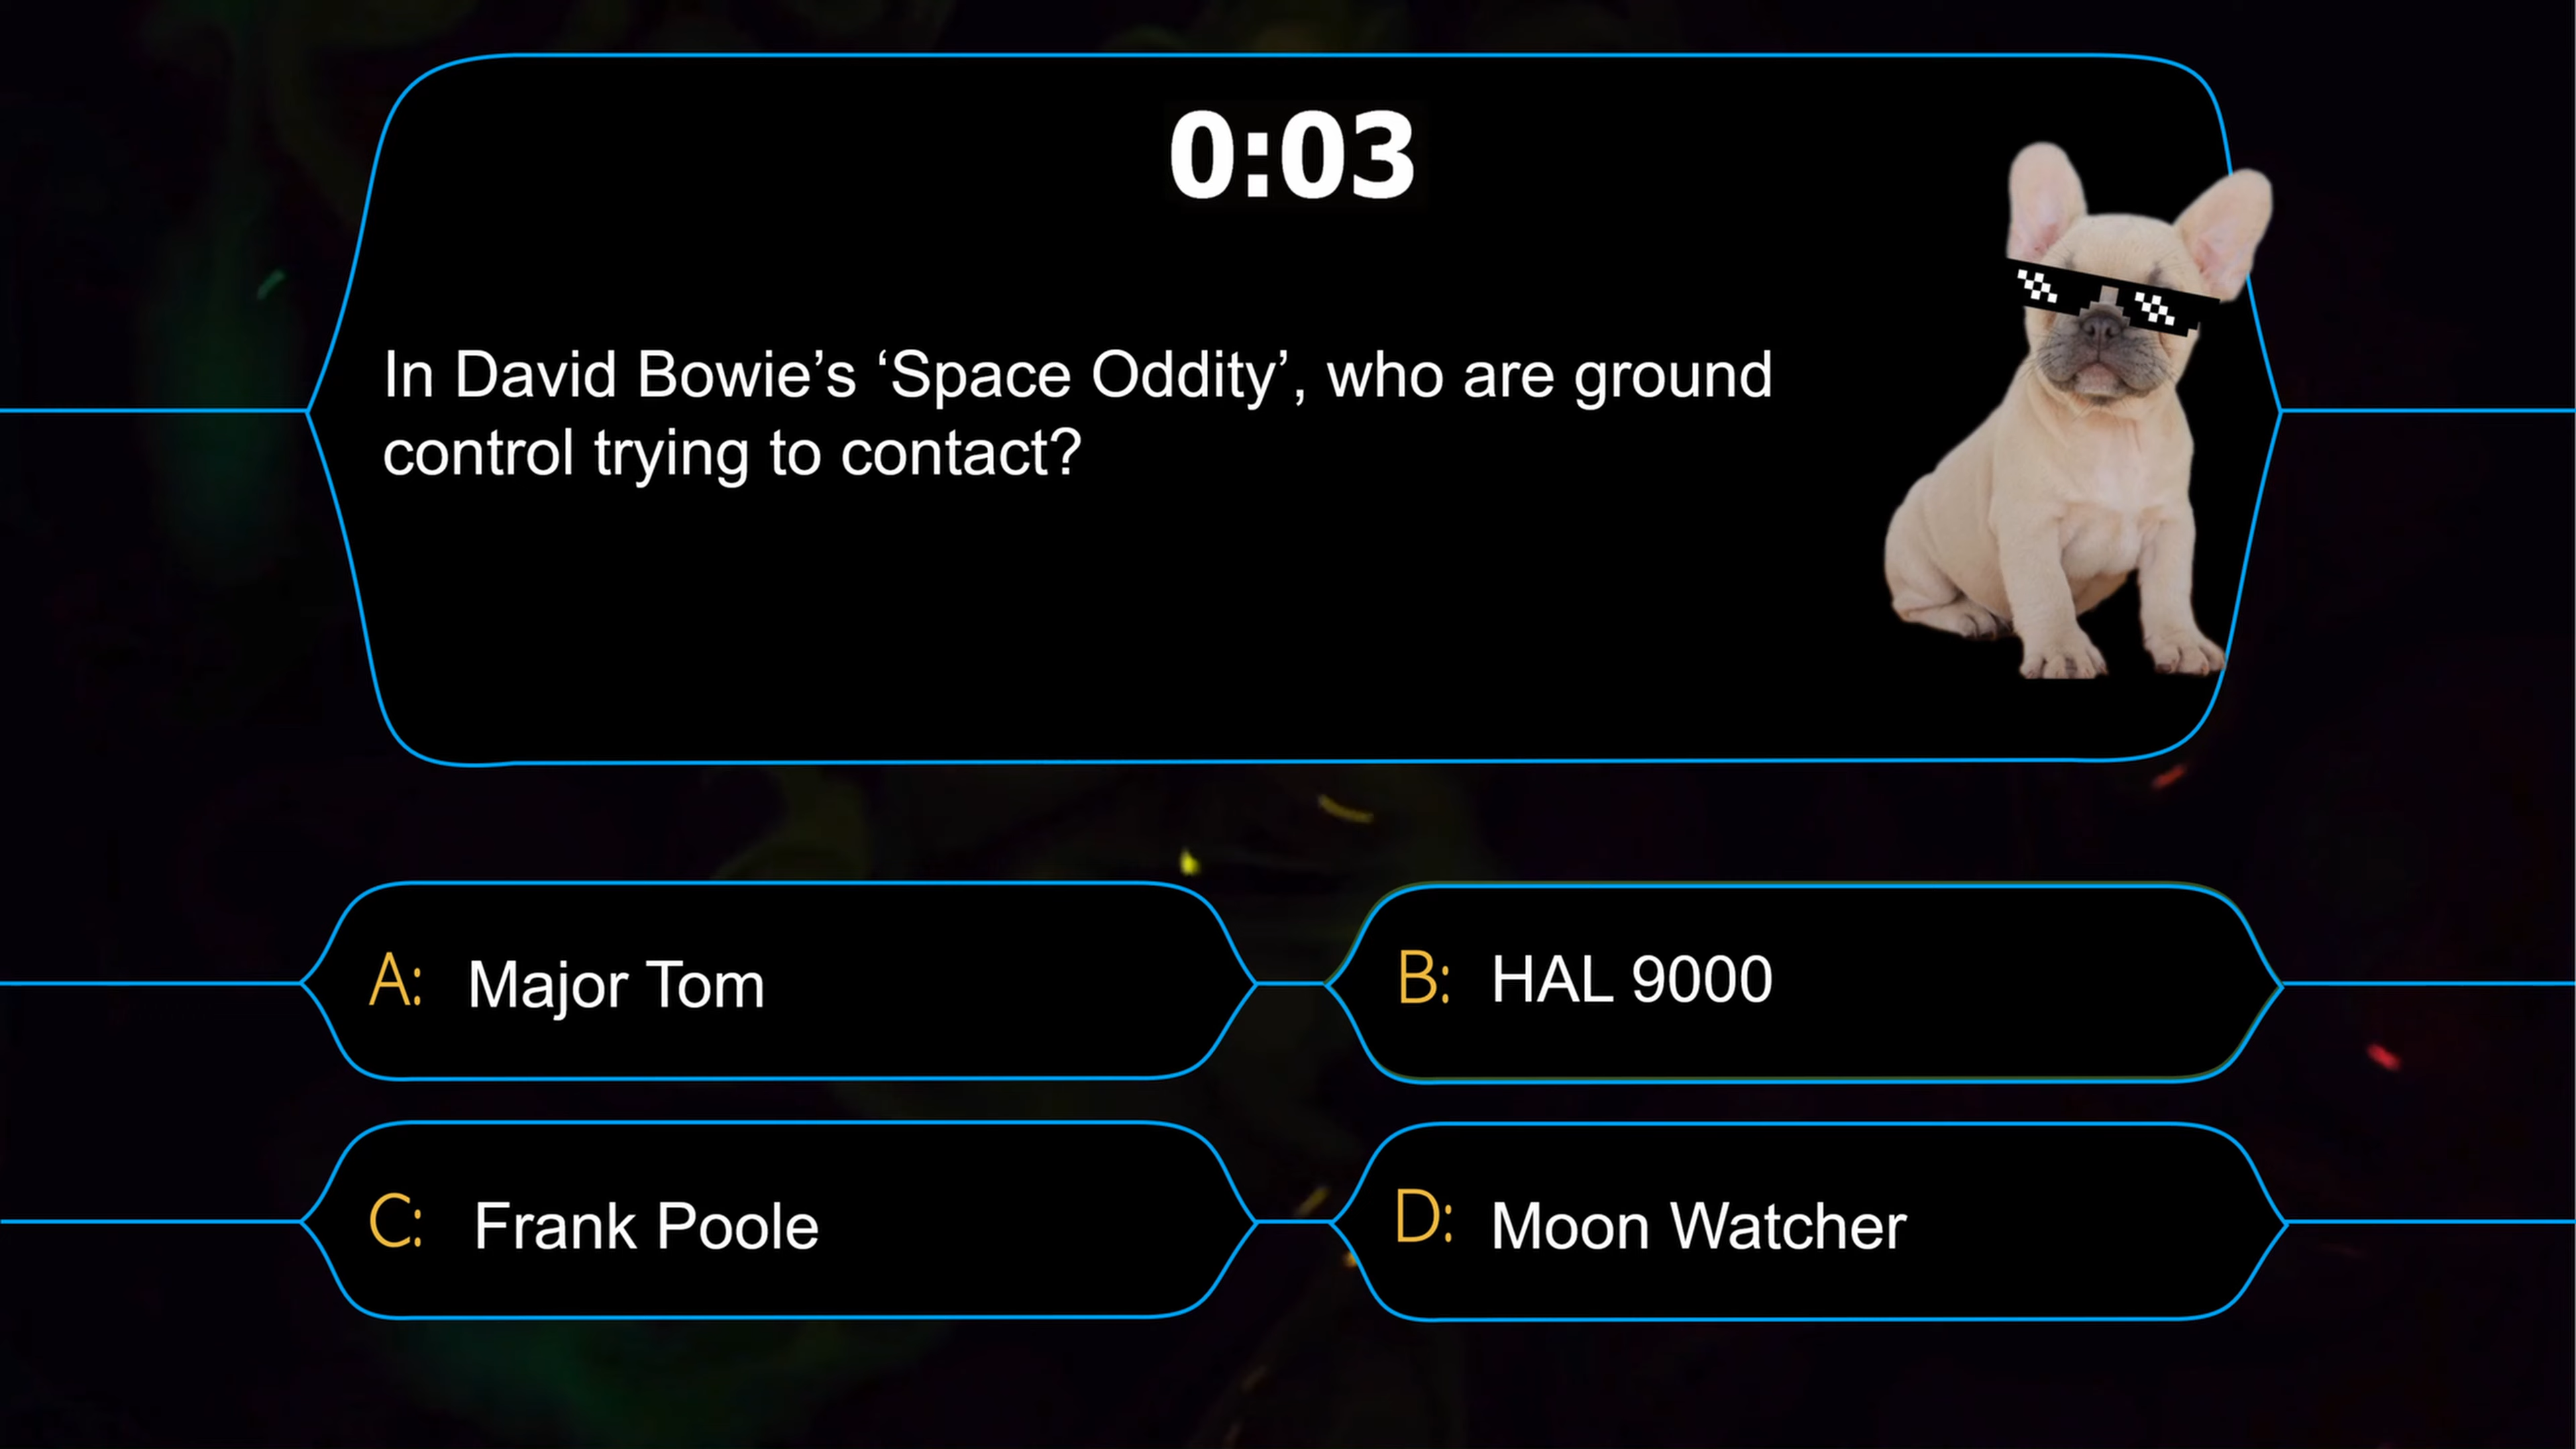 0:03
In David Bowie’s ‘Space Oddity’, who are ground
control trying to contact?
A: Major Tom
B: HAL 9000
C: Frank Poole
D: Moon Watcher